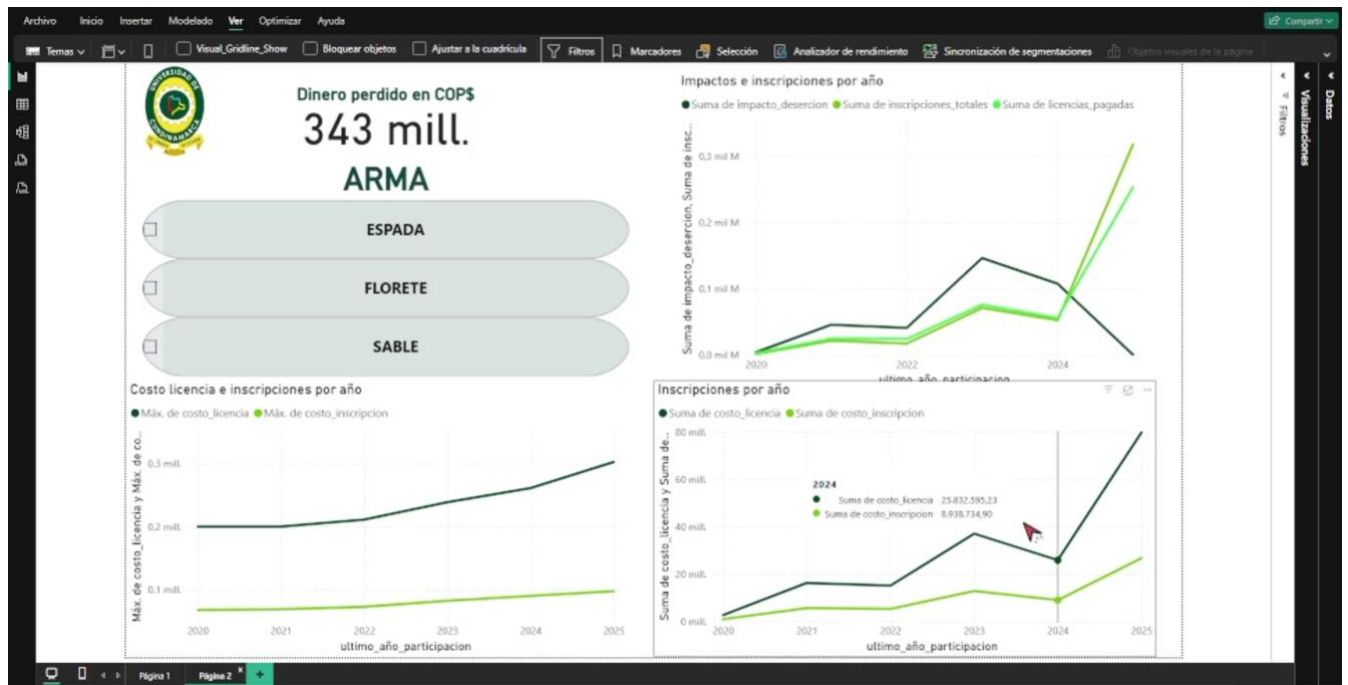 Archivo Inicio Insertar Modelado Ver Optimizar Ayuda
Compartir
Temas Visual_Gridline_Show Bloquear objetos Ajustar a la cuadrícula Filtros Marcadores Selección Analizador de rendimiento Sincronización de segmentaciones Objetos visuales de la página
UNIVERSIDAD DE
CUNDINAMARCA
Dinero perdido en COP$
343 mill.
ARMA
ESPADA
FLORETE
SABLE
Impactos e inscripciones por año
Suma de impacto_desercion Suma de inscripciones_totales Suma de licencias_pagadas
Suma de impacto_desercion, Suma de insc...
0,3 mil M
0,2 mil M
0,1 mil M
0,0 mil M
2020 2022 2024
ultimo_año_participacion
Costo licencia e inscripciones por año
Máx. de costo_licencia Máx. de costo_inscripcion
Máx. de costo_licencia y Máx. de co...
0,3 mill.
0,2 mill.
0,1 mill.
2020 2021 2022 2023 2024 2025
ultimo_año_participacion
Inscripciones por año
Suma de costo_licencia Suma de costo_inscripcion
Suma de costo_licencia y Suma de...
80 mill.
60 mill.
40 mill.
20 mill.
0 mill.
2024
Suma de costo_licencia 25.832.595,23
Suma de costo_inscripcion 8.938.734,90
2020 2021 2022 2023 2024 2025
ultimo_año_participacion
Filtros
Visualizaciones
Datos
Página 1 Página 2